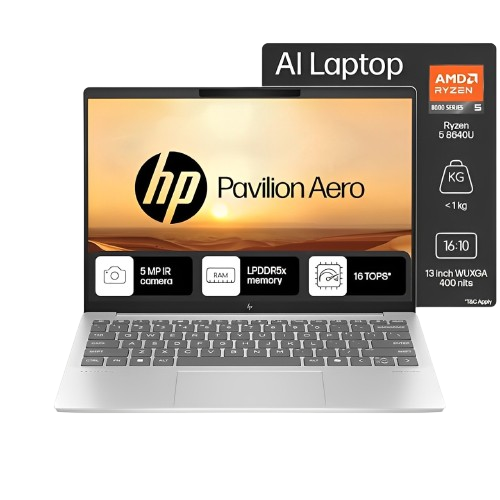 AI Laptop
AMD
RYZEN
8000 SERIES 5
Ryzen
5 8640U
KG
< 1 kg
16:10
13 inch WUXGA
400 nits
*T&C Apply
hp
Pavilion Aero
5 MP IR
camera
RAM
LPDDR5x
memory
16 TOPS*
hp